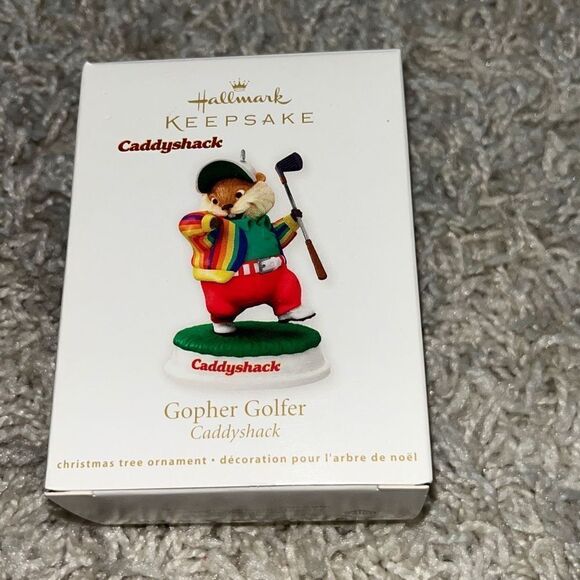 Hallmark
KEEPSAKE
Caddyshack
Caddyshack
Gopher Golfer
Caddyshack
christmas tree ornament • décoration pour l'arbre de noël